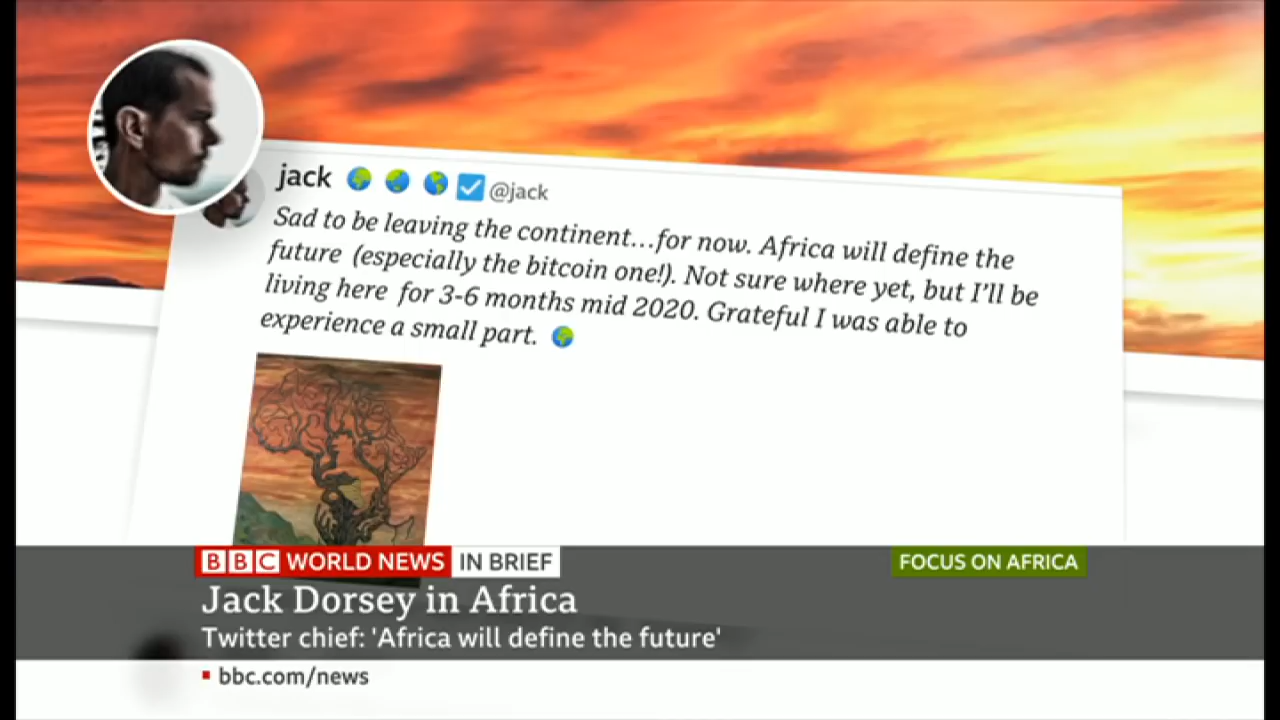 jack 🌍 🌏 🌎 ☑ @jack
Sad to be leaving the continent...for now. Africa will define the
future (especially the bitcoin one!). Not sure where yet, but I'll be
living here for 3-6 months mid 2020. Grateful I was able to
experience a small part. 🌍
BBC WORLD NEWS IN BRIEF
FOCUS ON AFRICA
Jack Dorsey in Africa
Twitter chief: 'Africa will define the future'
bbc.com/news